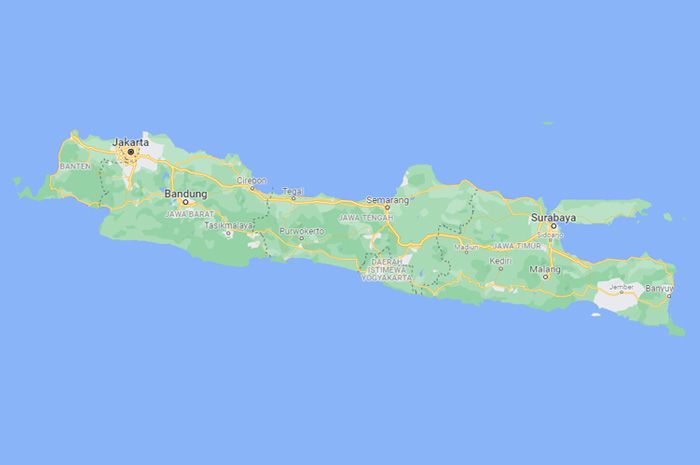 Jakarta
BANTEN
Cirebon
Tegal
Bandung
JAWA BARAT
Semarang
JAWA TENGAH
Surabaya
Tasikmalaya
Purwokerto
Sidoarjo
Madiun
JAWA TIMUR
DAERAH
ISTIMEWA
YOGYAKARTA
Kediri
Malang
Jember
Banyuw